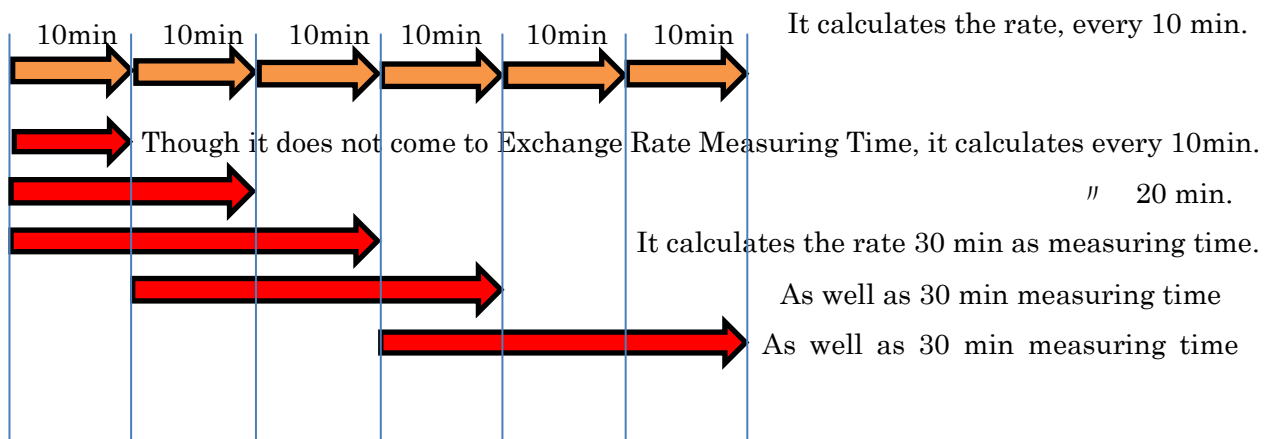 It calculates the rate, every 10 min.
10min 10min 10min 10min 10min 10min
Though it does not come to Exchange Rate Measuring Time, it calculates every 10min.
〃 20 min.
It calculates the rate 30 min as measuring time.
As well as 30 min measuring time
As well as 30 min measuring time